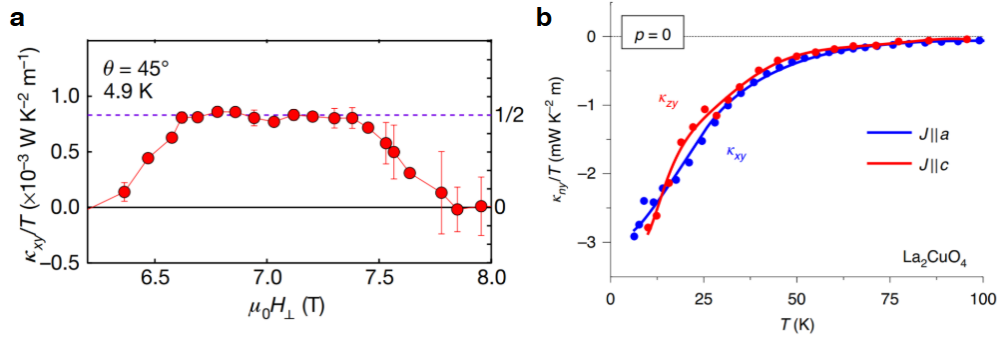 a
θ = 45°
4.9 K
κxy/T (×10⁻³ W K⁻² m⁻¹)
1.0
0.5
0.0
−0.5
1/2
0
6.5 7.0 7.5 8.0
μ₀H⊥ (T)
b
p = 0
κzy
κxy
J||a
J||c
κny/T (mW K⁻² m)
0
−1
−2
−3
La₂CuO₄
0 25 50 75 100
T (K)